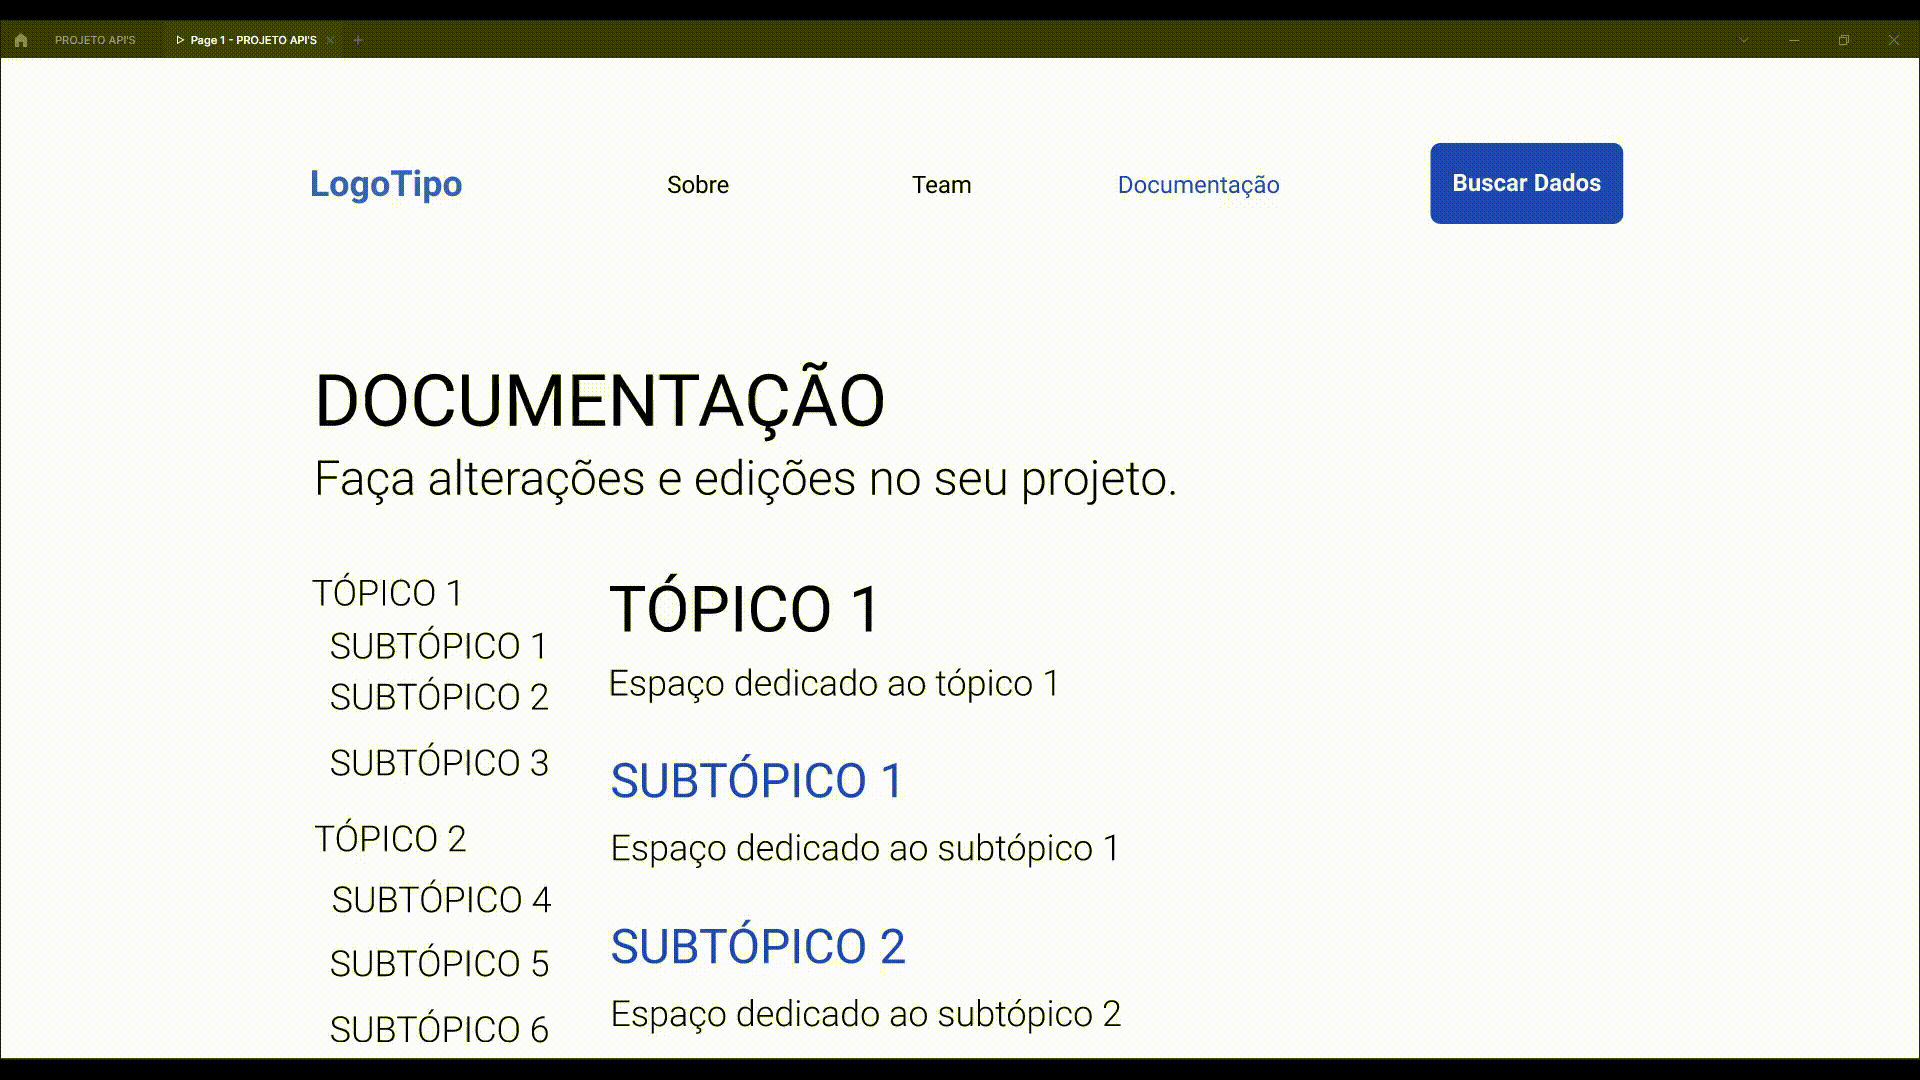 PROJETO API'S
Page 1 - PROJETO API'S
LogoTipo
Sobre
Team
Documentação
Buscar Dados
DOCUMENTAÇÃO
Faça alterações e edições no seu projeto.
TÓPICO 1
SUBTÓPICO 1
SUBTÓPICO 2
SUBTÓPICO 3
TÓPICO 2
SUBTÓPICO 4
SUBTÓPICO 5
SUBTÓPICO 6
TÓPICO 1
Espaço dedicado ao tópico 1
SUBTÓPICO 1
Espaço dedicado ao subtópico 1
SUBTÓPICO 2
Espaço dedicado ao subtópico 2